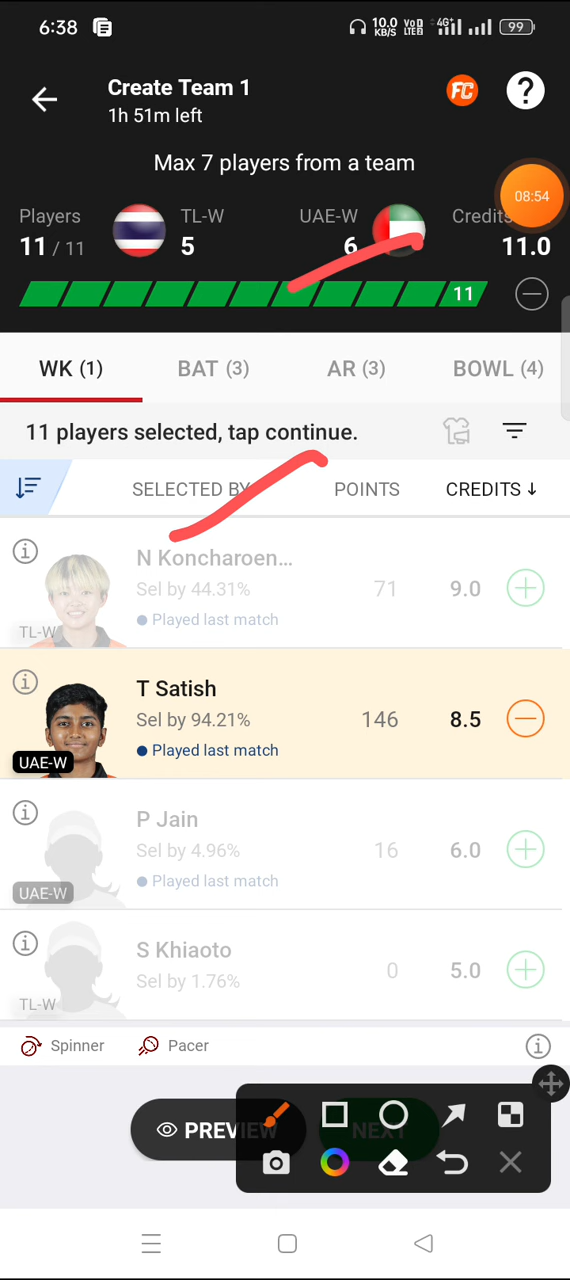 6:38
10.0 KB/S VoD LTE2 4G+ 99
Create Team 1
1h 51m left
FC
?
Max 7 players from a team
08:54
Players TL-W UAE-W Credits
11 / 11 5 6 11.0
11
WK (1) BAT (3) AR (3) BOWL (4)
11 players selected, tap continue.
SELECTED BY POINTS CREDITS ↓
N Koncharoen...
Sel by 44.31% 71 9.0
Played last match
TL-W
T Satish
Sel by 94.21% 146 8.5
Played last match
UAE-W
P Jain
Sel by 4.96% 16 6.0
Played last match
UAE-W
S Khiaoto
Sel by 1.76% 0 5.0
TL-W
Spinner Pacer
PREVIEW NEXT